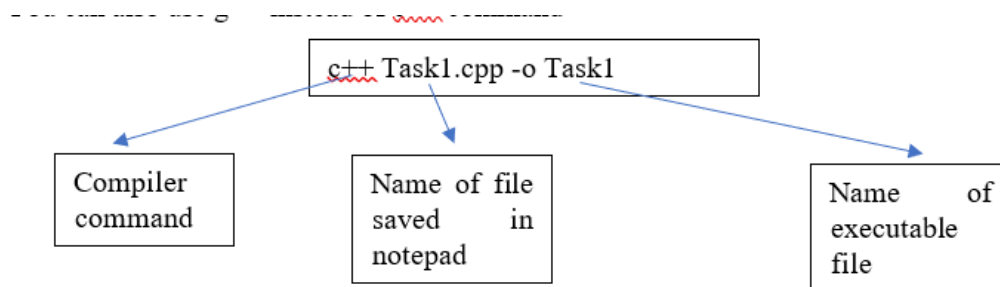 c++ Task1.cpp -o Task1
Compiler
command
Name of file
saved in
notepad
Name of
executable
file